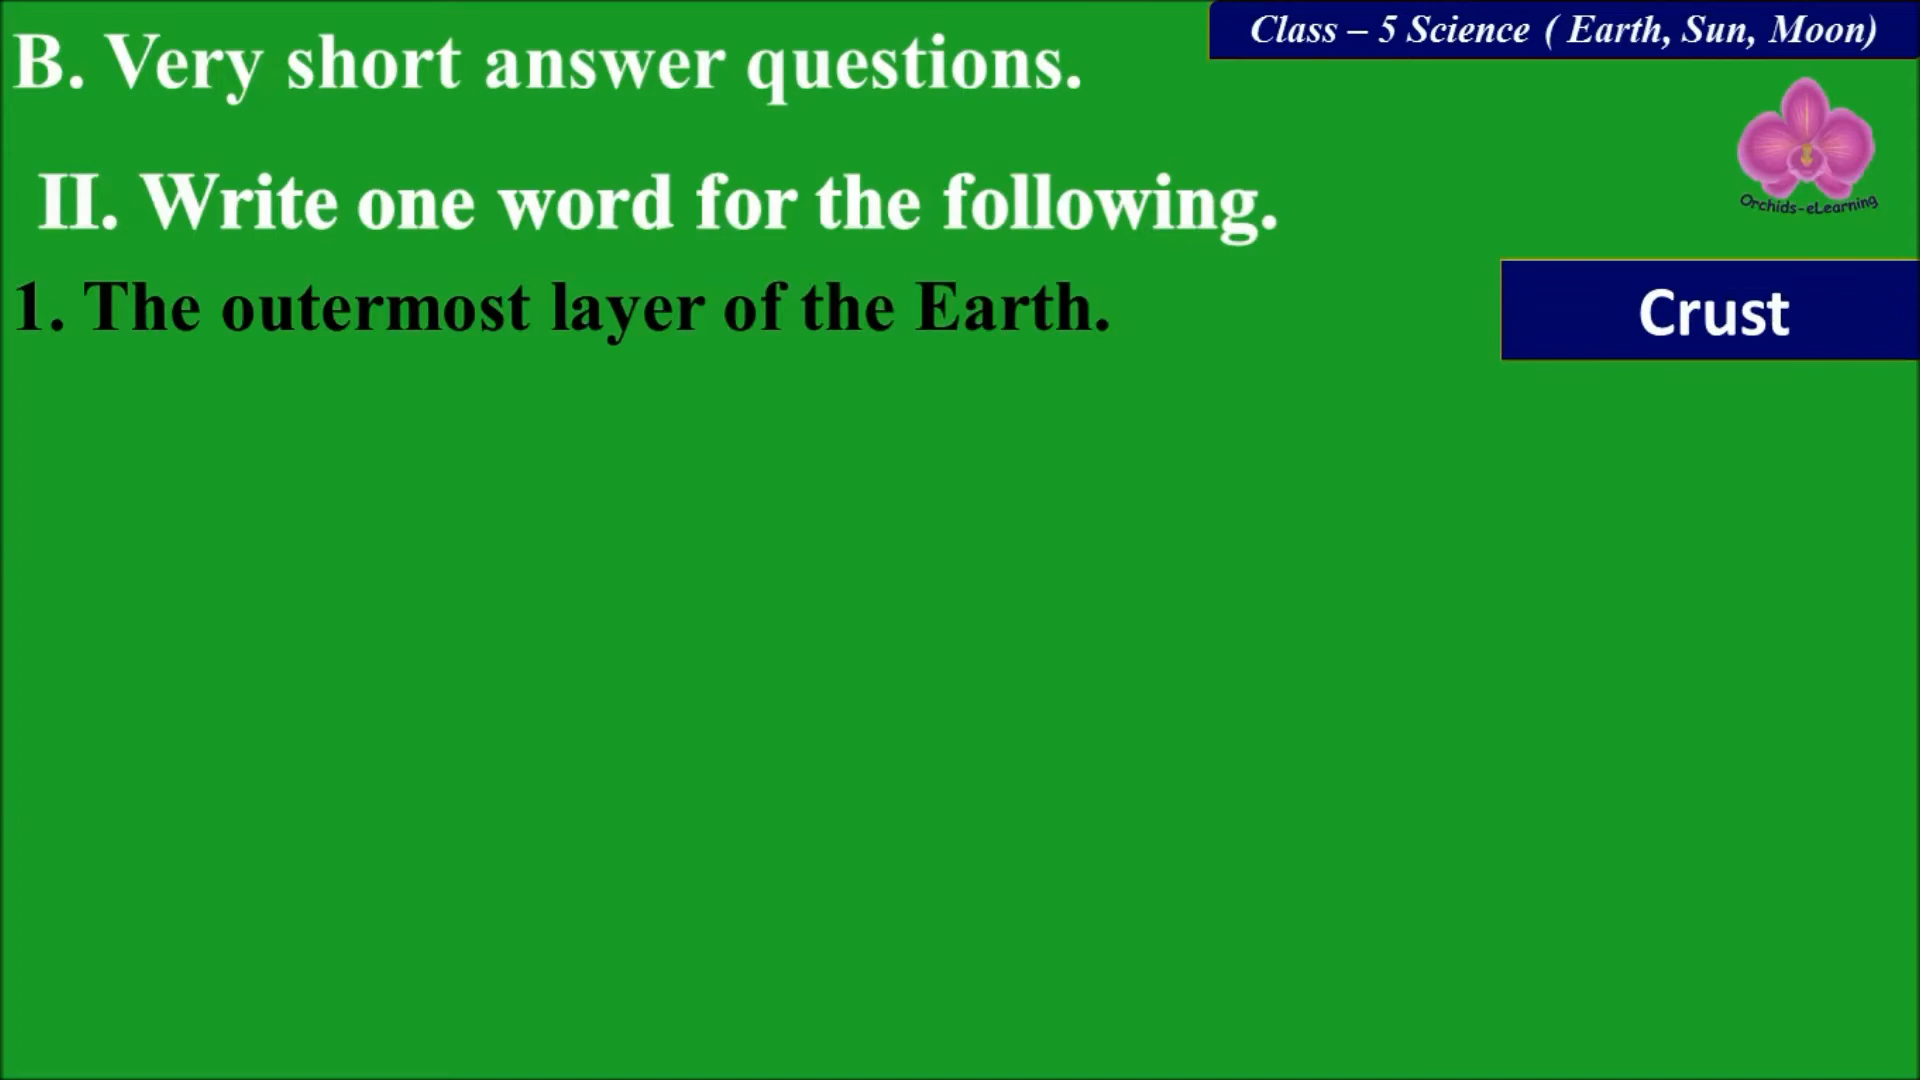 Class – 5 Science ( Earth, Sun, Moon)
B. Very short answer questions.
Orchids-eLearning
II. Write one word for the following.
1. The outermost layer of the Earth.
Crust